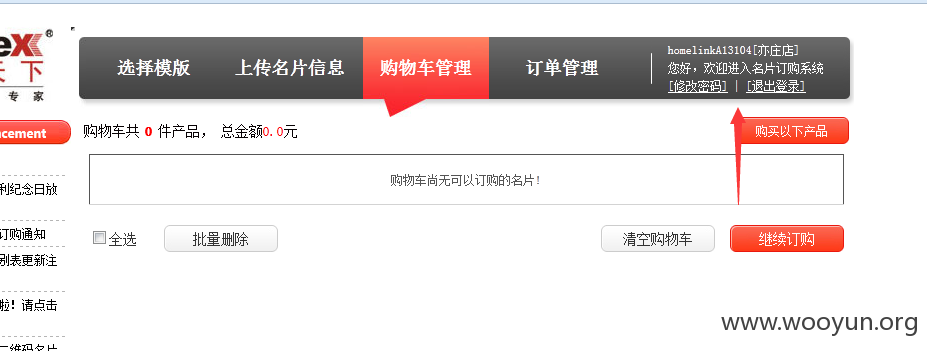 ex®
天下
专家
ncement
利纪念日放
订购通知
别表更新注
啦！请点击
选择模版 上传名片信息 购物车管理 订单管理
homelinkA13104[亦庄店]
您好，欢迎进入名片订购系统
[修改密码] | [退出登录]
购物车共 0 件产品， 总金额0.0元
购买以下产品
购物车尚无可以订购的名片!
全选 批量删除 清空购物车 继续订购
www.wooyun.org